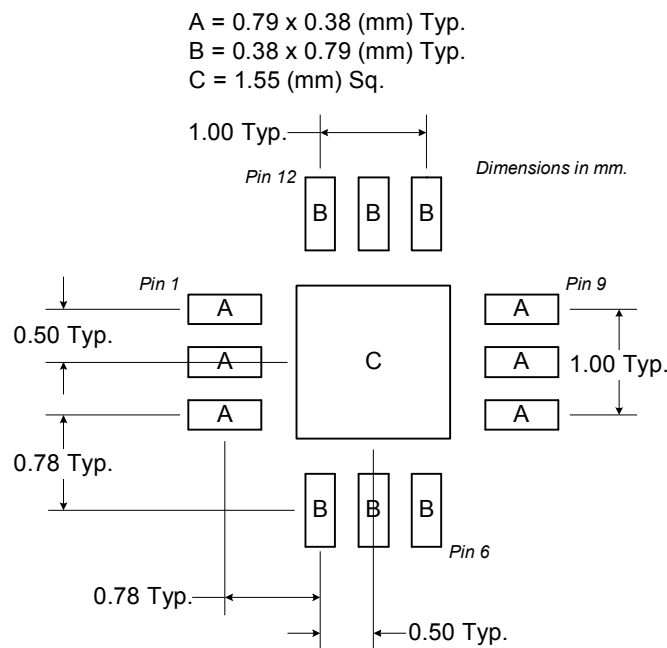 A = 0.79 x 0.38 (mm) Typ.
B = 0.38 x 0.79 (mm) Typ.
C = 1.55 (mm) Sq.
1.00 Typ.
Pin 12
Dimensions in mm.
B B B
Pin 1
Pin 9
A A
0.50 Typ.
A C A
1.00 Typ.
A A
0.78 Typ.
B B B
Pin 6
0.78 Typ.
0.50 Typ.